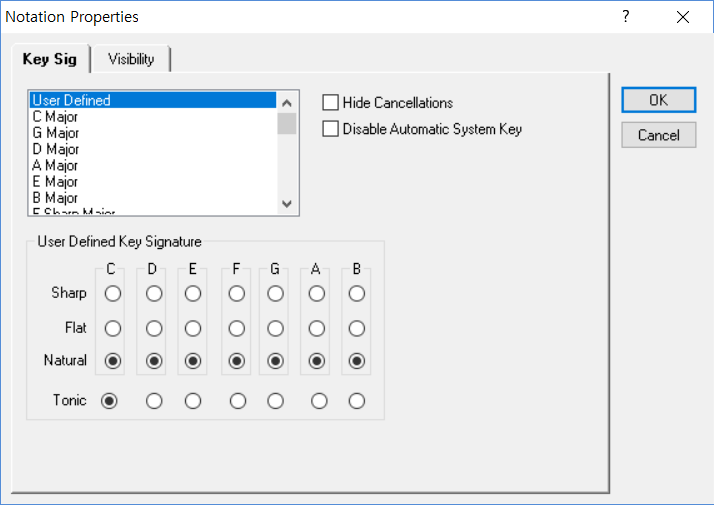 Notation Properties ?
Key Sig Visibility
User Defined
C Major
G Major
D Major
A Major
E Major
B Major
F Sharp Major
Hide Cancellations
Disable Automatic System Key
OK
Cancel
User Defined Key Signature
C D E F G A B
Sharp
Flat
Natural
Tonic